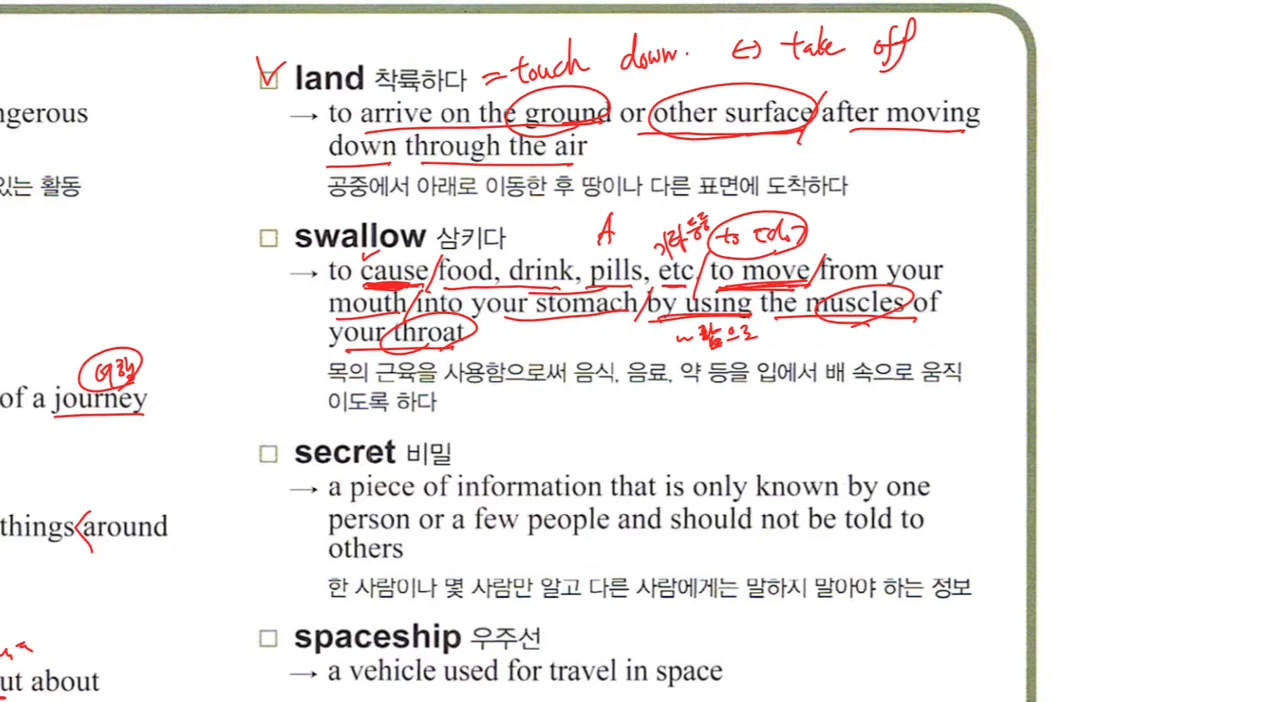 = touch down. ↔ take off
land 착륙하다
ngerous
→ to arrive on the ground or other surface after moving
down through the air
있는 활동
공중에서 아래로 이동한 후 땅이나 다른 표면에 도착하다
A
기타 등등
to
swallow 삼키다
→ to cause food, drink, pills, etc. to move from your
mouth into your stomach by using the muscles of
your throat
~함으로
목의 근육을 사용함으로써 음식, 음료, 약 등을 입에서 배 속으로 움직
이도록 하다
여행
of a journey
secret 비밀
→ a piece of information that is only known by one
person or a few people and should not be told to
others
things around
한 사람이나 몇 사람만 알고 다른 사람에게는 말하지 말아야 하는 정보
spaceship 우주선
→ a vehicle used for travel in space
ut about